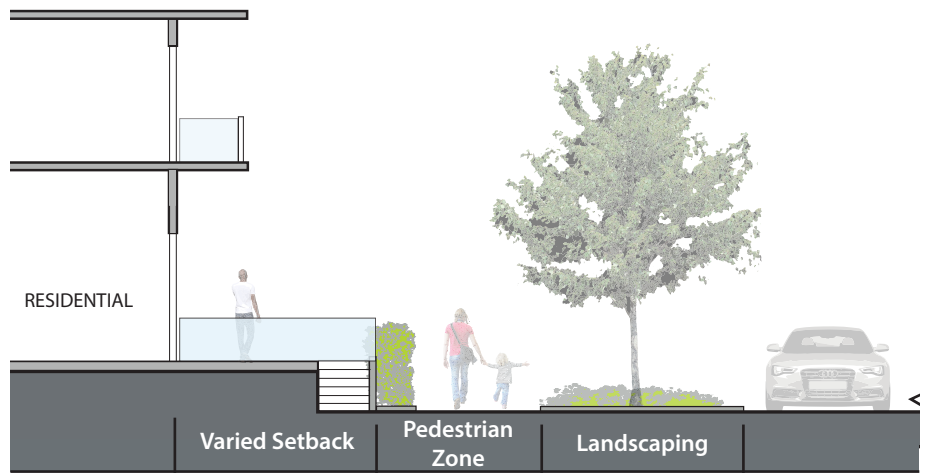 RESIDENTIAL
Varied Setback
Pedestrian
Zone
Landscaping